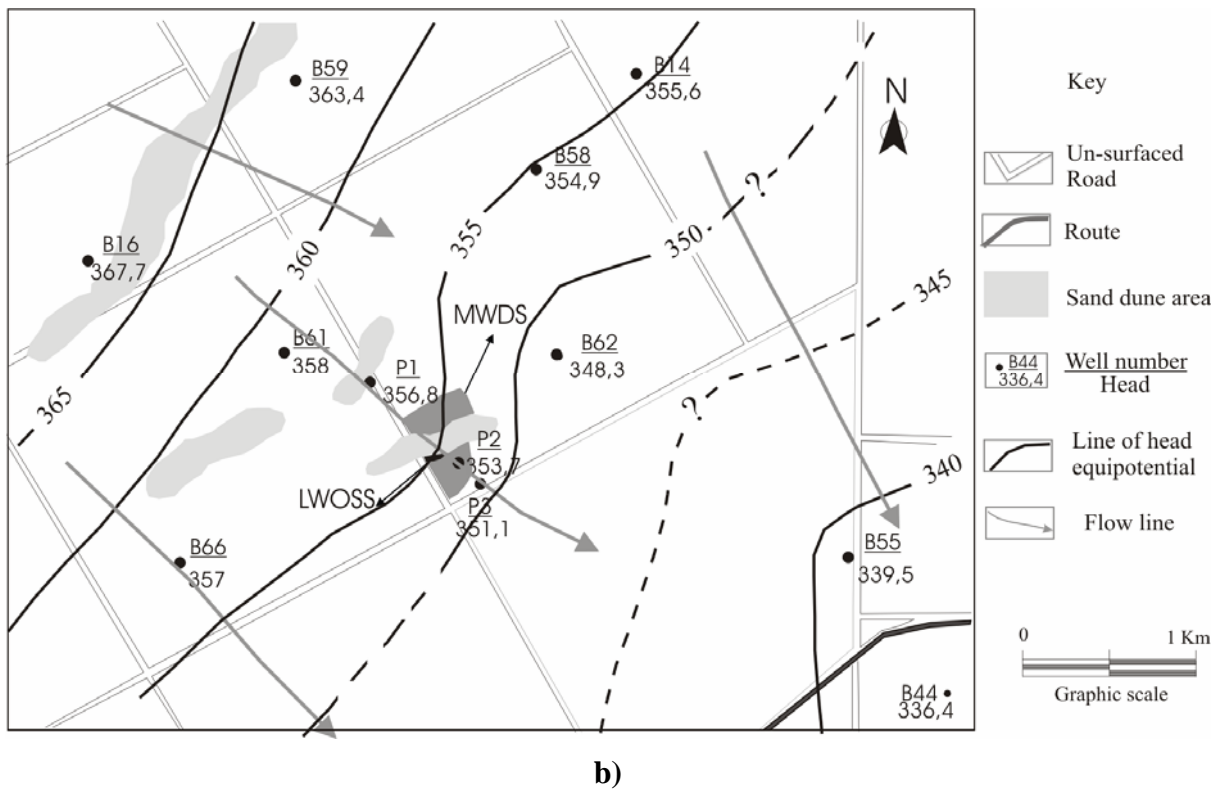 B59
363,4
B14
355,6
N
B58
354,9
?
B16
367,7
360
355
350
345
MWDS
B61
358
P1
356,8
B62
348,3
365
?
P2
353,7
340
LWOSS
P3
351,1
B66
357
B55
339,5
B44
336,4
Key
Un-surfaced
Road
Route
Sand dune area
B44
336,4
Well number
Head
Line of head
equipotential
Flow line
0
1 Km
Graphic scale
b)